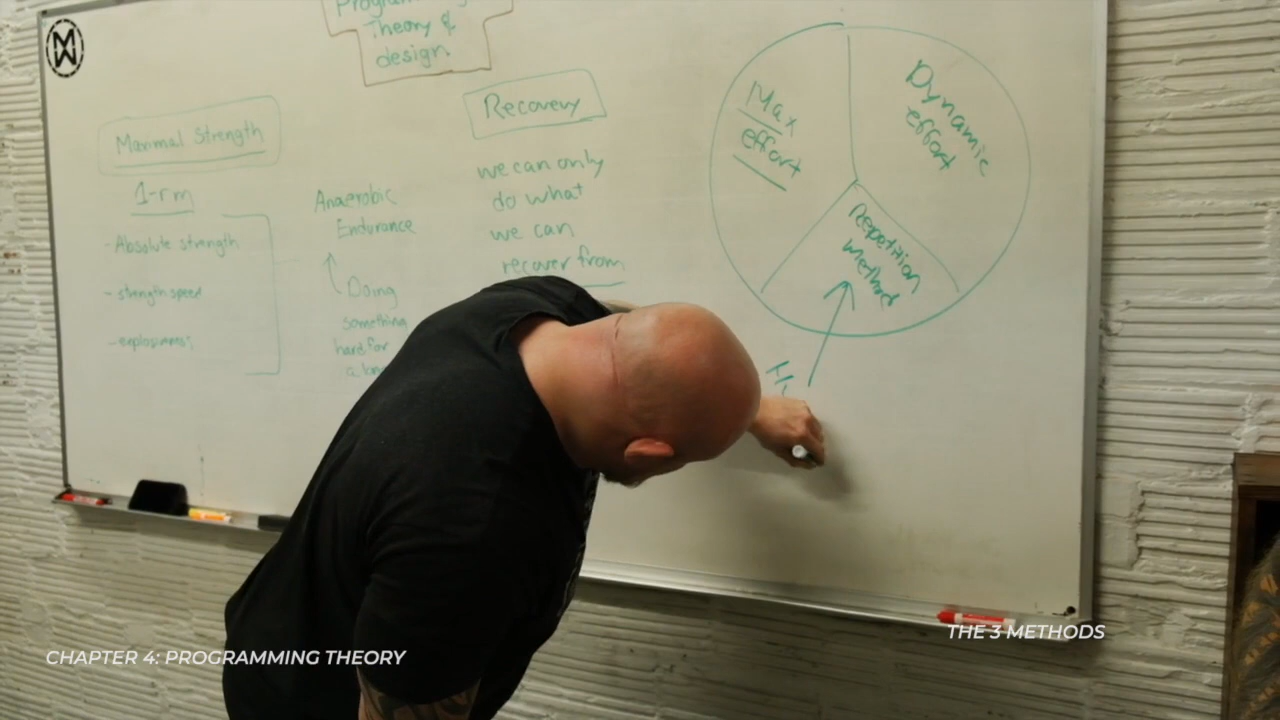 Theory &
design
Maximal Strength
1-rm
- Absolute strength
- strength speed
Anaerobic
Endurance
Doing
something
hard for
a
Recovery
we can only
do what
we can
recover from
Max
effort
Dynamic
effort
Repetition
Method
CHAPTER 4: PROGRAMMING THEORY
THE 3 METHODS